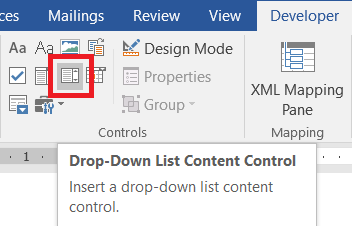 ces Mailings Review View Developer
Aa Aa Design Mode
Properties
Group
XML Mapping
Pane
Controls Mapping
1
Drop-Down List Content Control
Insert a drop-down list content
control.